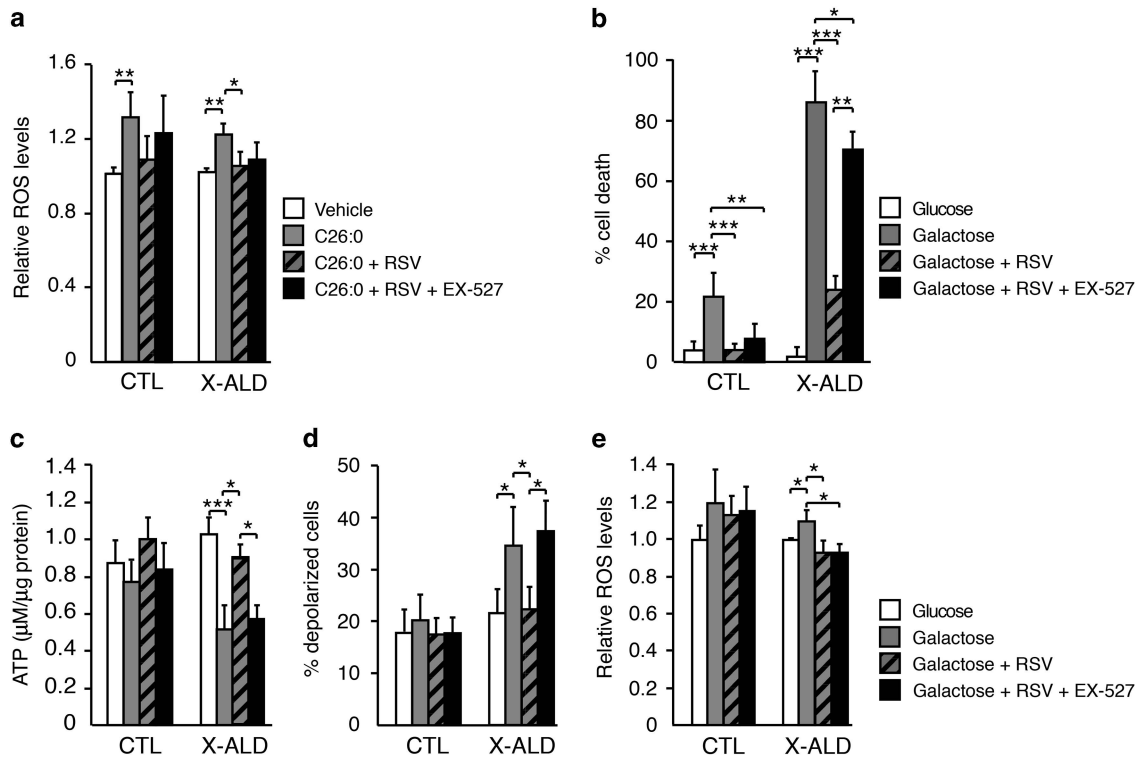 a
Relative ROS levels
1.6
1.2
0.8
0.4
0
**
**
*
CTL
X-ALD
Vehicle
C26:0
C26:0 + RSV
C26:0 + RSV + EX-527
b
% cell death
100
80
60
40
20
0
***
***
**
***
***
*
**
CTL
X-ALD
Glucose
Galactose
Galactose + RSV
Galactose + RSV + EX-527
c
ATP (μM/μg protein)
1.4
1.2
1.0
0.8
0.6
0.4
0.2
0
***
*
*
CTL
X-ALD
d
% depolarized cells
50
40
30
20
10
0
*
*
*
CTL
X-ALD
e
Relative ROS levels
1.4
1.2
1.0
0.8
0.6
0.4
0.2
0
*
*
*
CTL
X-ALD
Glucose
Galactose
Galactose + RSV
Galactose + RSV + EX-527